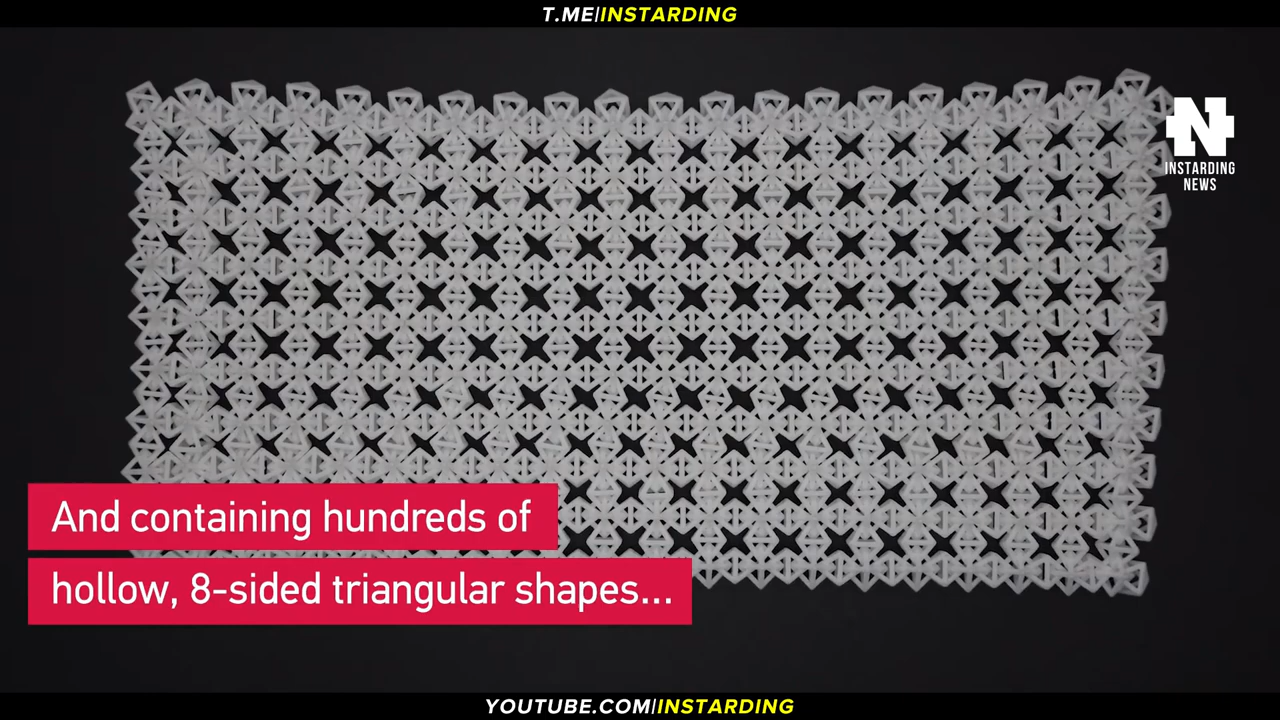 T.ME|INSTARDING
N
INSTARDING
NEWS
And containing hundreds of
hollow, 8-sided triangular shapes...
YOUTUBE.COM|INSTARDING